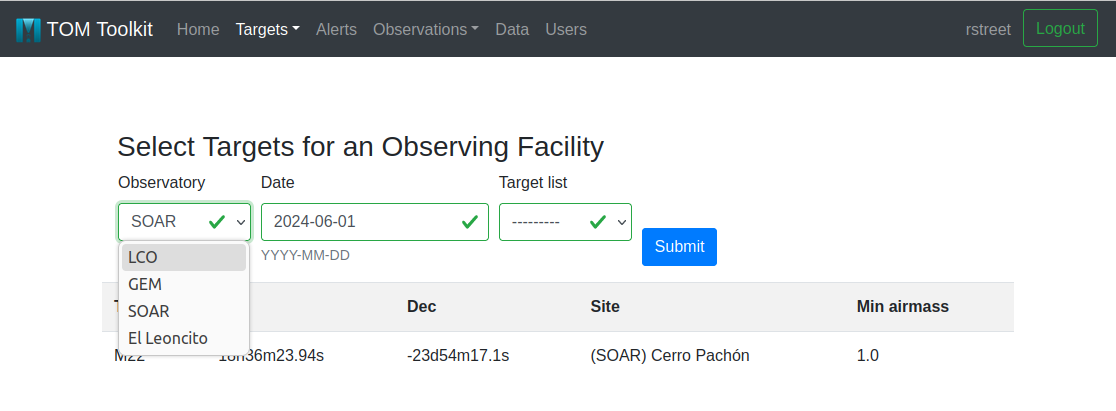 TOM Toolkit Home Targets Alerts Observations Data Users rstreet Logout
Select Targets for an Observing Facility
Observatory Date Target list
SOAR 2024-06-01 ---------
Submit
YYYY-MM-DD
LCO
GEM
SOAR
El Leoncito
Dec Site Min airmass
M22 18h36m23.94s -23d54m17.1s (SOAR) Cerro Pachón 1.0